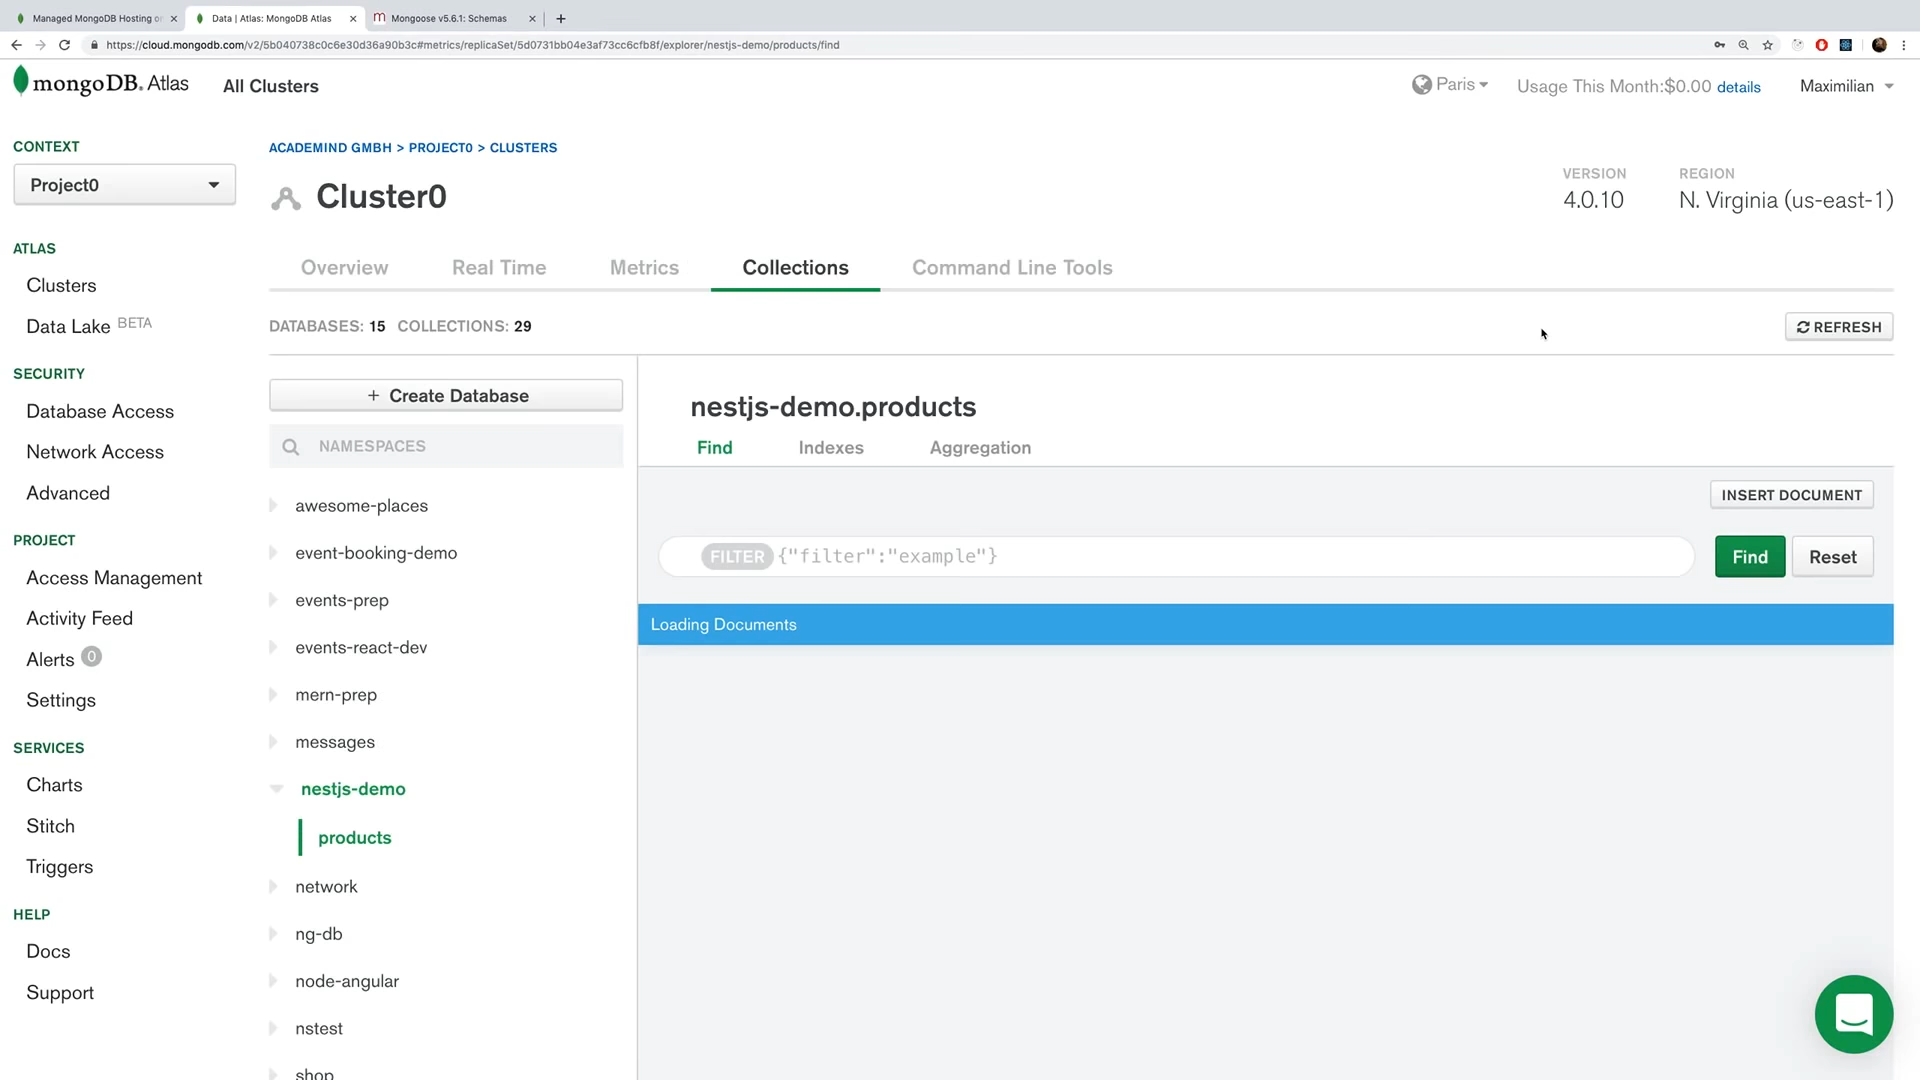 Managed MongoDB Hosting o
Data | Atlas: MongoDB Atlas
Mongoose v5.6.1: Schemas
https://cloud.mongodb.com/v2/5b040738c0c6e30d36a90b3c#metrics/replicaSet/5d0731bb04e3af73cc6cfb8f/explorer/nestjs-demo/products/find
mongoDB. Atlas
All Clusters
Paris
Usage This Month:$0.00 details
Maximilian
CONTEXT
Project0
ATLAS
Clusters
Data Lake BETA
SECURITY
Database Access
Network Access
Advanced
PROJECT
Access Management
Activity Feed
Alerts 0
Settings
SERVICES
Charts
Stitch
Triggers
HELP
Docs
Support
ACADEMIND GMBH > PROJECT0 > CLUSTERS
Cluster0
VERSION
4.0.10
REGION
N. Virginia (us-east-1)
Overview
Real Time
Metrics
Collections
Command Line Tools
DATABASES: 15 COLLECTIONS: 29
REFRESH
+ Create Database
NAMESPACES
awesome-places
event-booking-demo
events-prep
events-react-dev
mern-prep
messages
nestjs-demo
products
network
ng-db
node-angular
nstest
shop
nestjs-demo.products
Find
Indexes
Aggregation
INSERT DOCUMENT
FILTER {"filter":"example"}
Find
Reset
Loading Documents